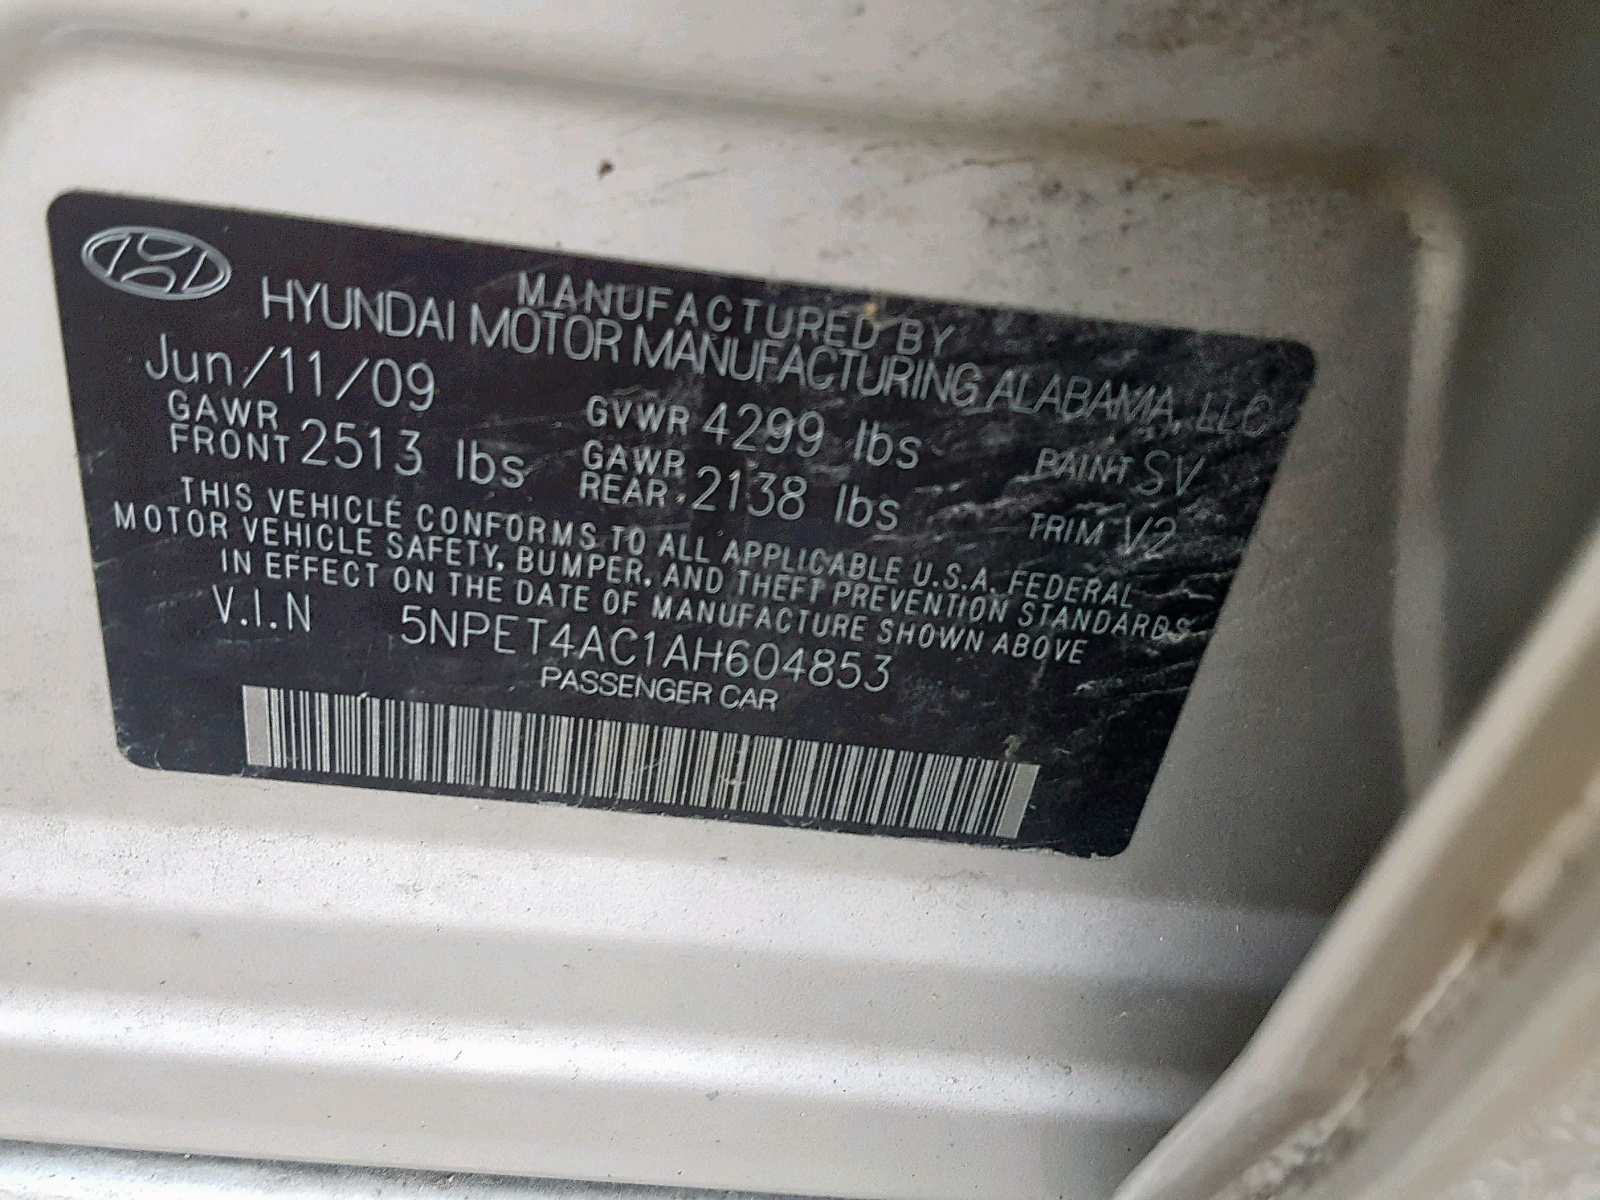 MANUFACTURED BY
HYUNDAI MOTOR MANUFACTURING ALABAMA, LLC
Jun/11/09
GAWR FRONT 2513 lbs GVWR 4299 lbs PAINT SV
GAWR REAR 2138 lbs TRIM V2
THIS VEHICLE CONFORMS TO ALL APPLICABLE U.S.A. FEDERAL
MOTOR VEHICLE SAFETY, BUMPER, AND THEFT PREVENTION STANDARDS
IN EFFECT ON THE DATE OF MANUFACTURE SHOWN ABOVE
V.I.N 5NPET4AC1AH604853
PASSENGER CAR